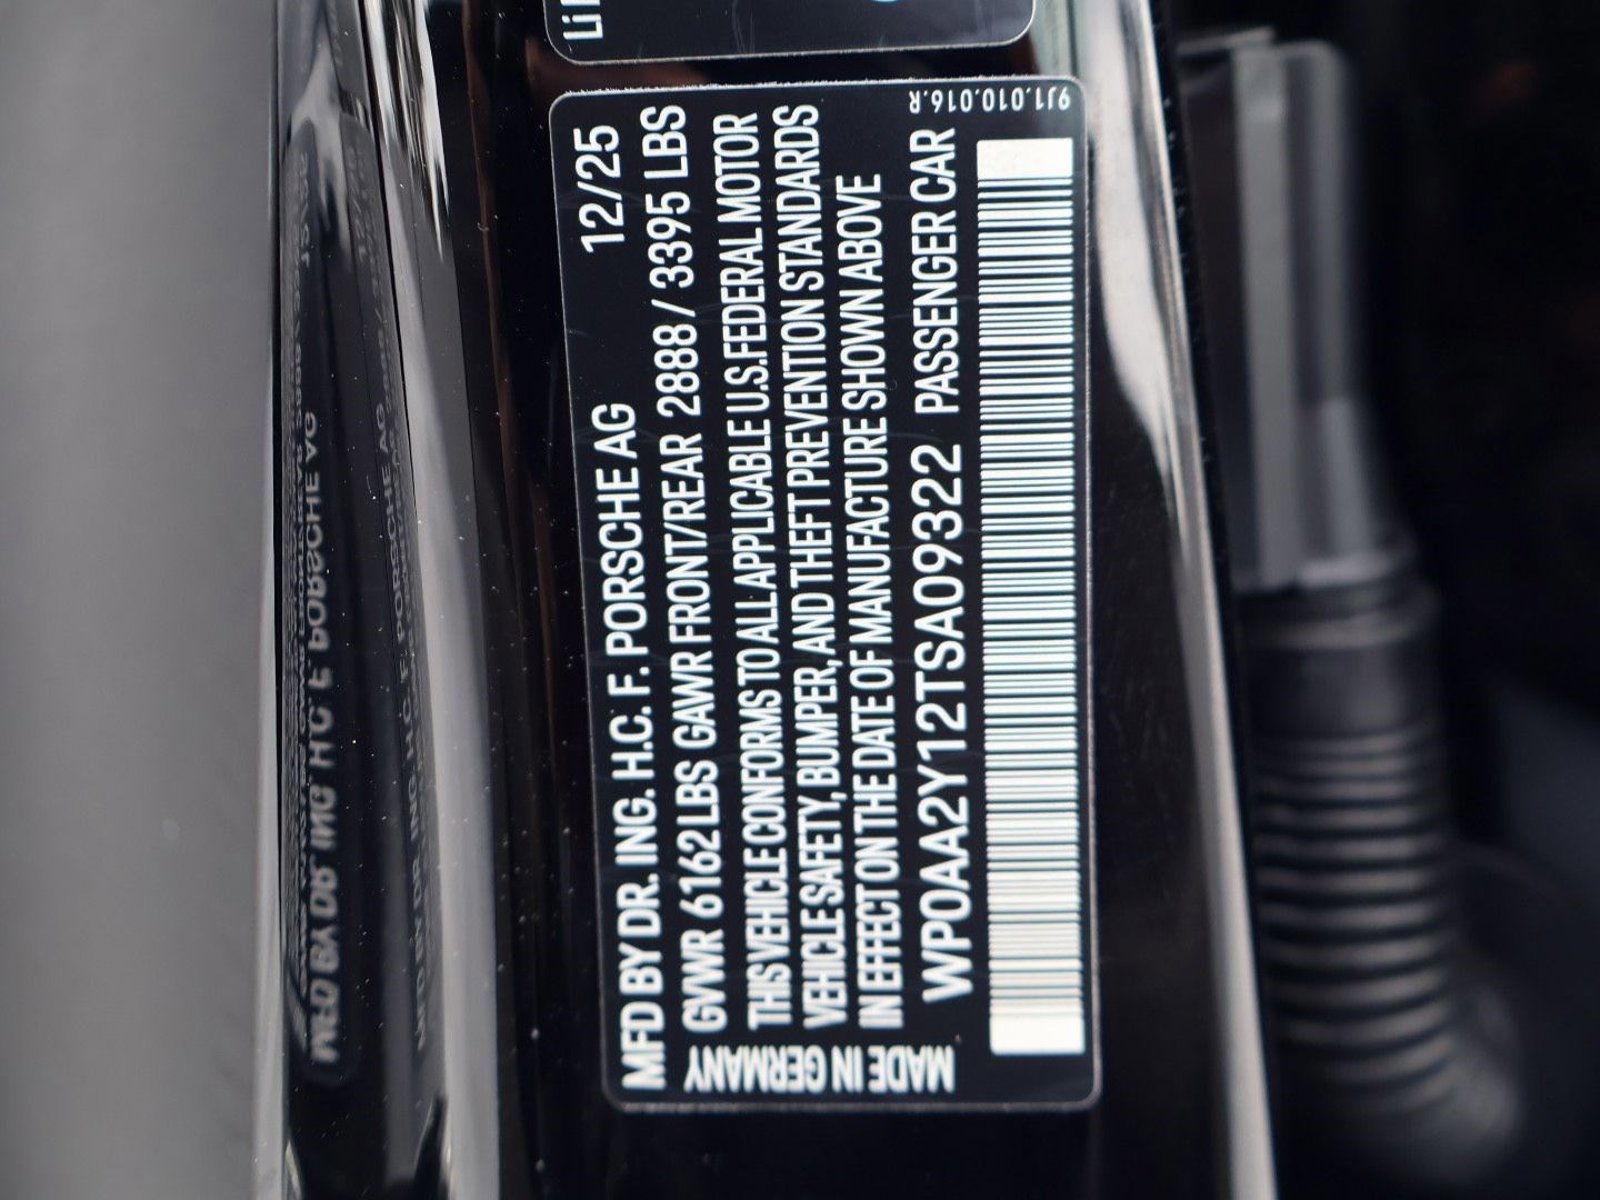 Li
9J1.010.016.R
MFD BY DR. ING. H.C. F. PORSCHE AG 12/25
GVWR 6162LBS GAWR FRONT/REAR 2888 / 3395 LBS
THIS VEHICLE CONFORMS TO ALL APPLICABLE U.S.FEDERAL MOTOR
VEHICLE SAFETY, BUMPER, AND THEFT PREVENTION STANDARDS
IN EFFECT ON THE DATE OF MANUFACTURE SHOWN ABOVE
WP0AA2Y12TSA09322 PASSENGER CAR
MADE IN GERMANY